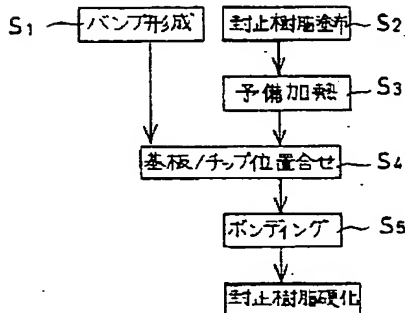 S1 バンプ形成
封止樹脂塗布 S2
予備加熱 S3
基板/チップ位置合せ S4
ボンディング S5
封止樹脂硬化